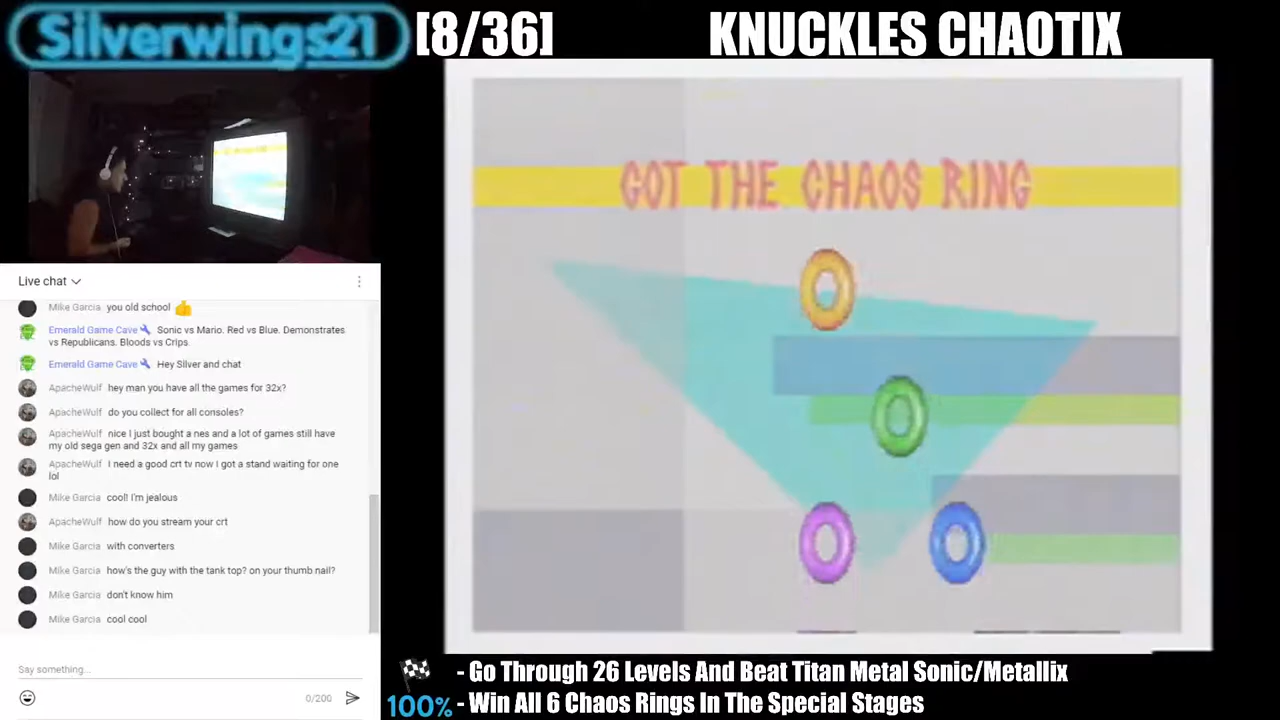 Silverwings21
[8/36]
KNUCKLES CHAOTIX
GOT THE CHAOS RING
Live chat
Mike Garcia you old school 👍
Emerald Game Cave Sonic vs Mario. Red vs Blue. Demonstrates
vs Republicans. Bloods vs Crips.
Emerald Game Cave Hey Silver and chat
ApacheWulf hey man you have all the games for 32x?
ApacheWulf do you collect for all consoles?
ApacheWulf nice I just bought a nes and a lot of games still have
my old sega gen and 32x and all my games
ApacheWulf I need a good crt tv now I got a stand waiting for one
lol
Mike Garcia cool! I'm jealous
ApacheWulf how do you stream your crt
Mike Garcia with converters
Mike Garcia how's the guy with the tank top? on your thumb nail?
Mike Garcia don't know him
Mike Garcia cool cool
Say something...
0/200
- Go Through 26 Levels And Beat Titan Metal Sonic/Metallix
100% - Win All 6 Chaos Rings In The Special Stages